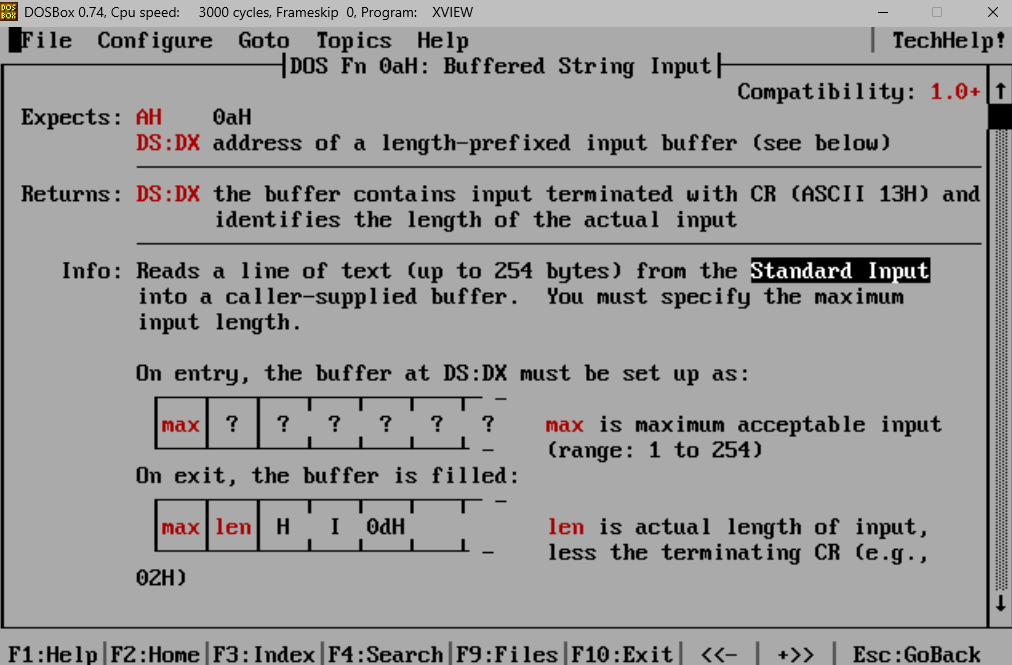 DOSBox 0.74, Cpu speed: 3000 cycles, Frameskip 0, Program: XVIEW
File Configure Goto Topics Help TechHelp!
DOS Fn 0aH: Buffered String Input
Compatibility: 1.0+
Expects: AH 0aH
DS:DX address of a length-prefixed input buffer (see below)
Returns: DS:DX the buffer contains input terminated with CR (ASCII 13H) and
identifies the length of the actual input
Info: Reads a line of text (up to 254 bytes) from the Standard Input
into a caller-supplied buffer. You must specify the maximum
input length.
On entry, the buffer at DS:DX must be set up as:
max ? ? ? ? ? ? max is maximum acceptable input
(range: 1 to 254)
On exit, the buffer is filled:
max len H I 0dH len is actual length of input,
less the terminating CR (e.g.,
02H)
F1:Help F2:Home F3:Index F4:Search F9:Files F10:Exit <<- +>> Esc:GoBack